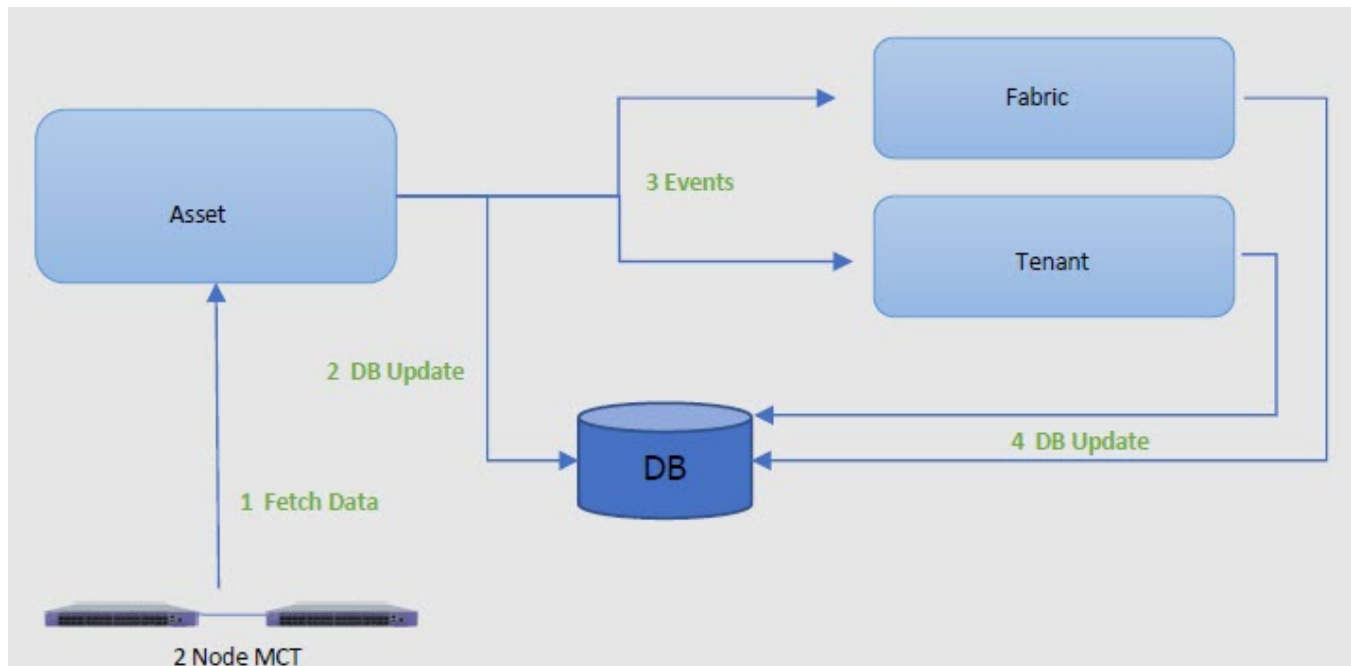 Fabric
3 Events
Asset
Tenant
2 DB Update
4 DB Update
DB
1 Fetch Data
2 Node MCT